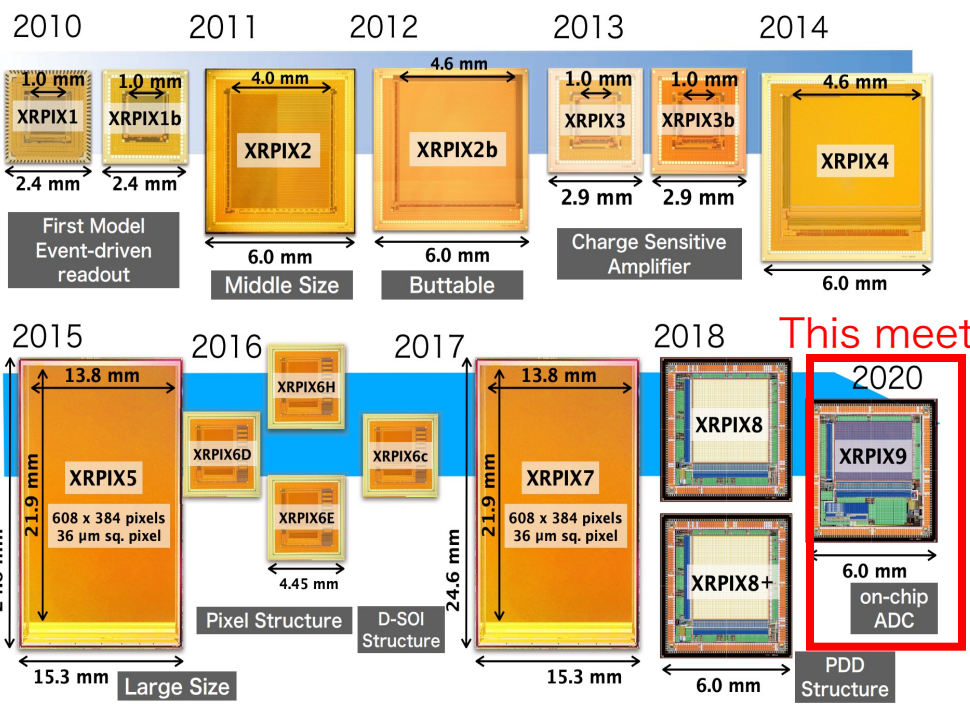 2010
2011
2012
2013
2014
1.0 mm
XRPIX1
2.4 mm
1.0 mm
XRPIX1b
2.4 mm
First Model
Event-driven
readout
4.0 mm
XRPIX2
6.0 mm
Middle Size
4.6 mm
XRPIX2b
6.0 mm
Buttable
1.0 mm
XRPIX3
2.9 mm
1.0 mm
XRPIX3b
2.9 mm
Charge Sensitive
Amplifier
4.6 mm
XRPIX4
6.0 mm
2015
2016
2017
2018
This meet
2020
13.8 mm
21.9 mm
XRPIX5
608 x 384 pixels
36 µm sq. pixel
15.3 mm
Large Size
XRPIX6H
XRPIX6D
XRPIX6E
4.45 mm
Pixel Structure
XRPIX6c
D-SOI
Structure
13.8 mm
24.6 mm
21.9 mm
XRPIX7
608 x 384 pixels
36 µm sq. pixel
15.3 mm
XRPIX8
XRPIX8+
6.0 mm
PDD
Structure
XRPIX9
6.0 mm
on-chip
ADC